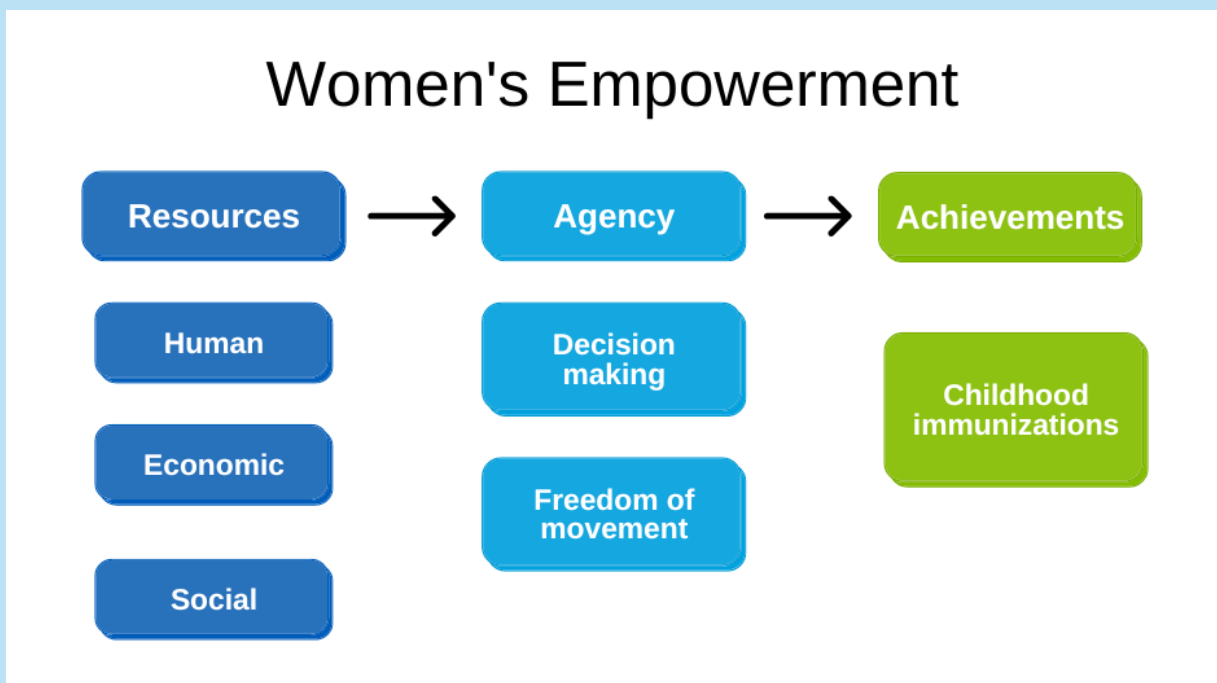 Women's Empowerment
Resources
Agency
Achievements
Human
Economic
Social
Decision
making
Freedom of
movement
Childhood
immunizations